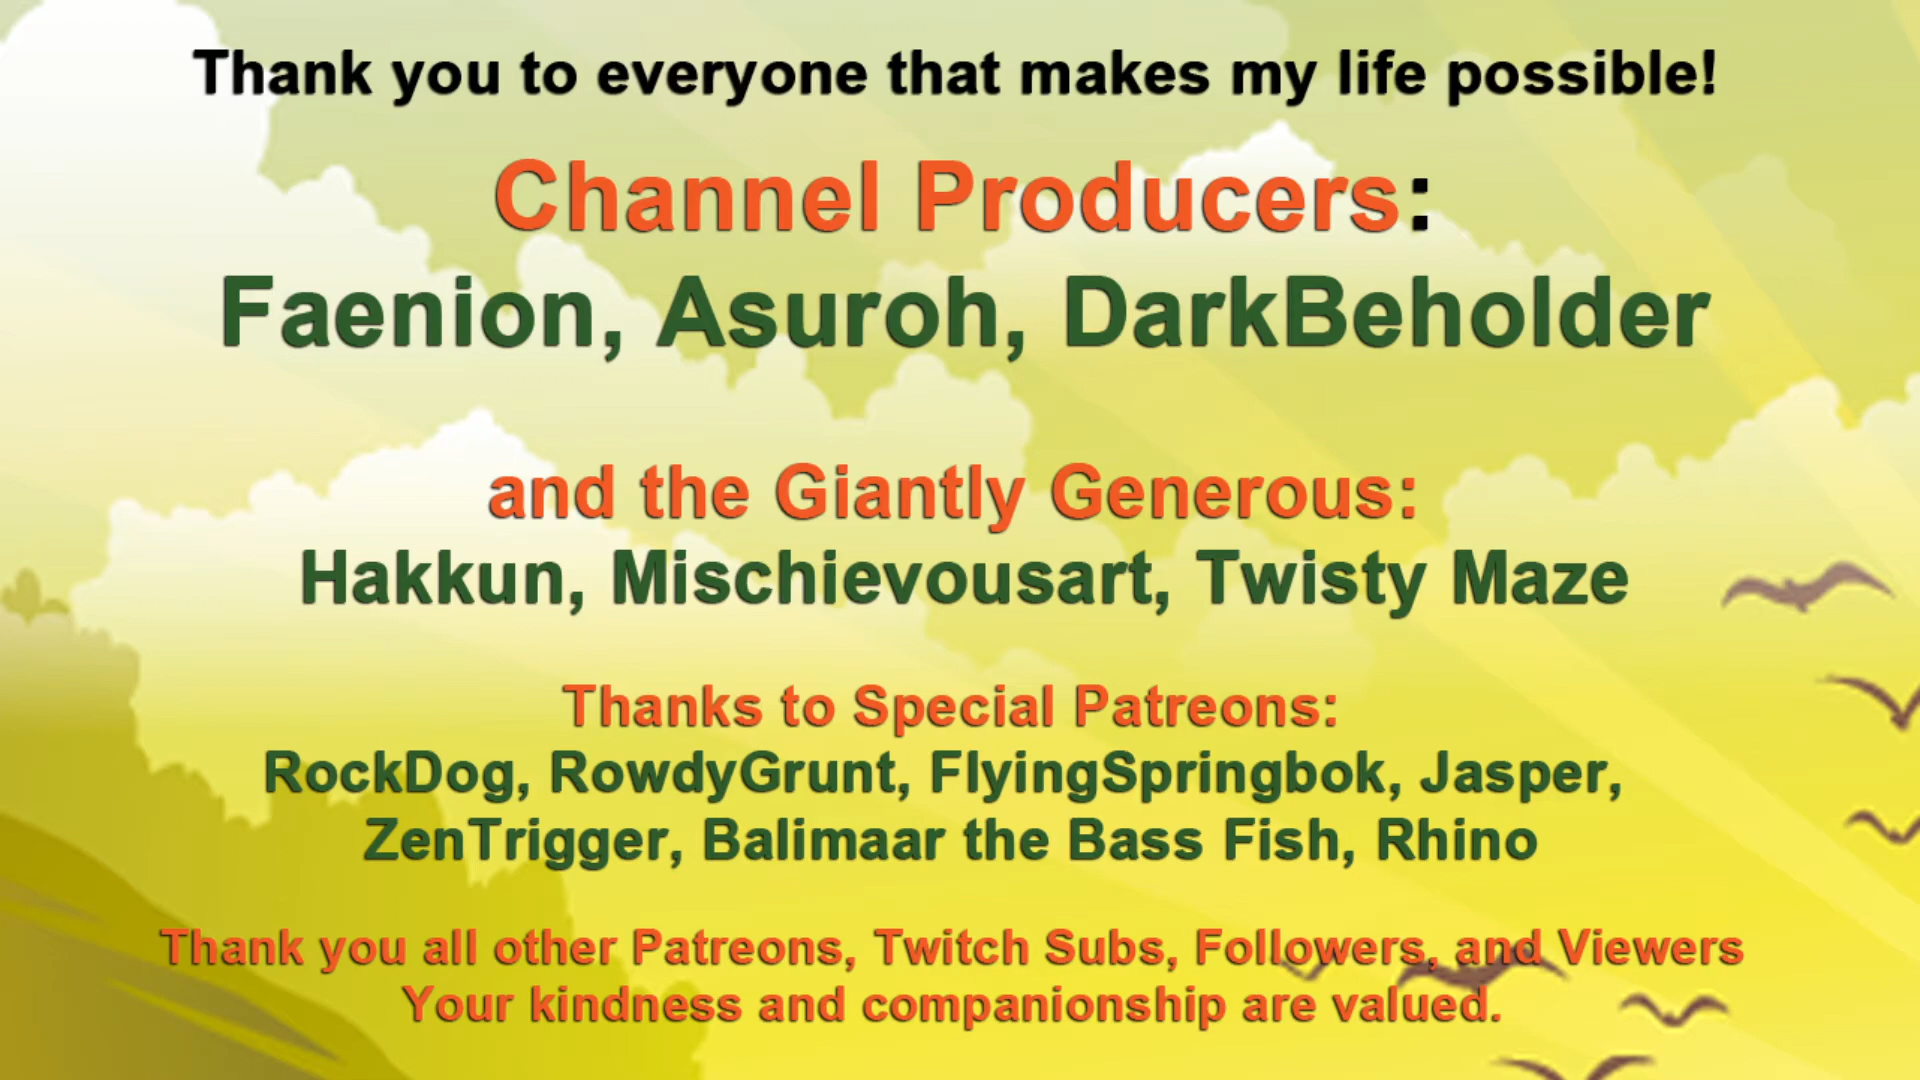 Thank you to everyone that makes my life possible!
Channel Producers:
Faenion, Asuroh, DarkBeholder
and the Giantly Generous:
Hakkun, Mischievousart, Twisty Maze
Thanks to Special Patreons:
RockDog, RowdyGrunt, FlyingSpringbok, Jasper,
ZenTrigger, Balimaar the Bass Fish, Rhino
Thank you all other Patreons, Twitch Subs, Followers, and Viewers
Your kindness and companionship are valued.